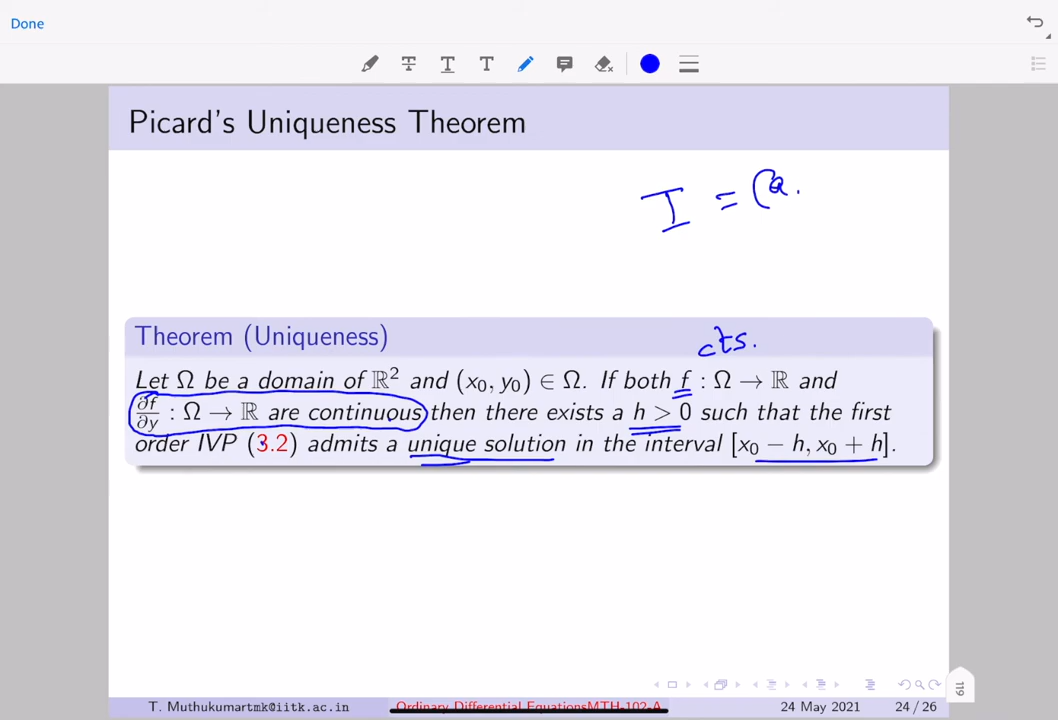 Done
Picard's Uniqueness Theorem
I = (a.
Theorem (Uniqueness)
cts.
Let Ω be a domain of ℝ² and (x₀, y₀) ∈ Ω. If both f : Ω → ℝ and
∂f/∂y : Ω → ℝ are continuous then there exists a h > 0 such that the first
order IVP (3.2) admits a unique solution in the interval [x₀ − h, x₀ + h].
119
T. Muthukumartmk@iitk.ac.in Ordinary Differential EquationsMTH-102-A 24 May 2021 24 / 26